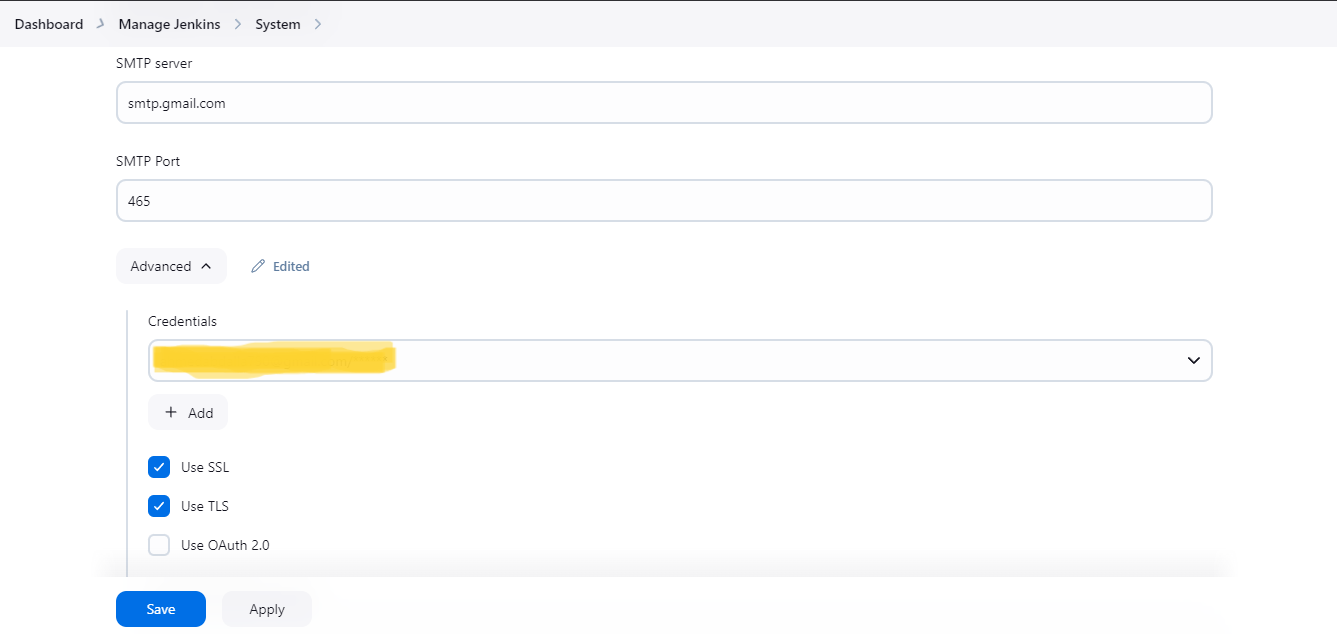 Dashboard > Manage Jenkins > System >
SMTP server
smtp.gmail.com
SMTP Port
465
Advanced Edited
Credentials
+ Add
Use SSL
Use TLS
Use OAuth 2.0
Save Apply